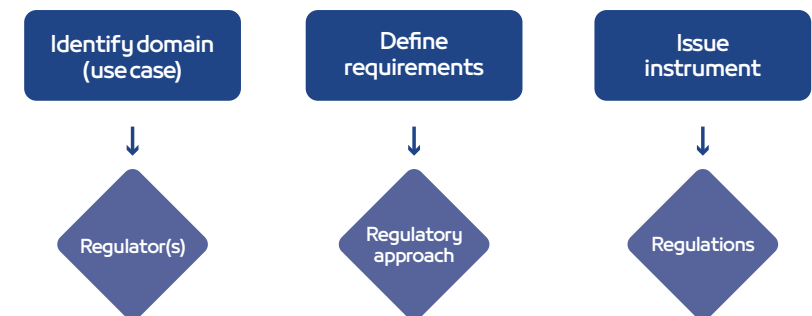 Identify domain
(use case)
Define
requirements
Issue
instrument
Regulator(s)
Regulatory
approach
Regulations